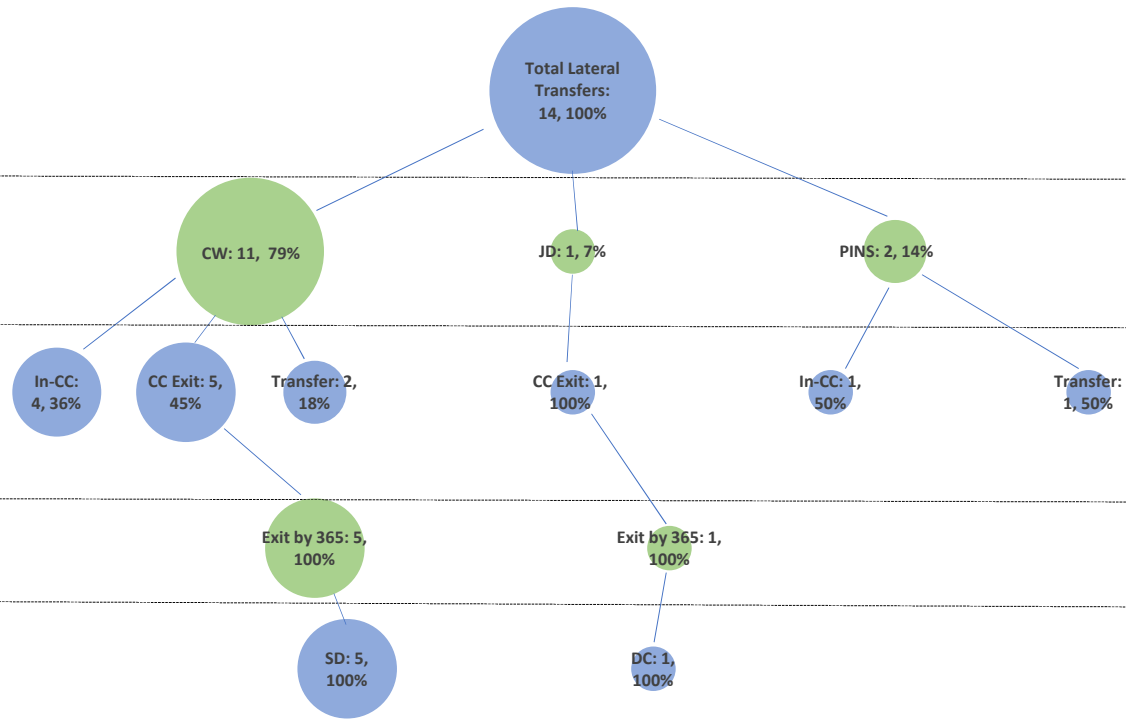 Total Lateral
Transfers:
14, 100%
CW: 11,  79%
JD: 1, 7%
PINS: 2, 14%
In-CC:
4, 36%
CC Exit: 5,
45%
Transfer: 2,
18%
CC Exit: 1,
100%
In-CC: 1,
50%
Transfer:
1, 50%
Exit by 365: 5,
100%
Exit by 365: 1,
100%
SD: 5,
100%
DC: 1,
100%